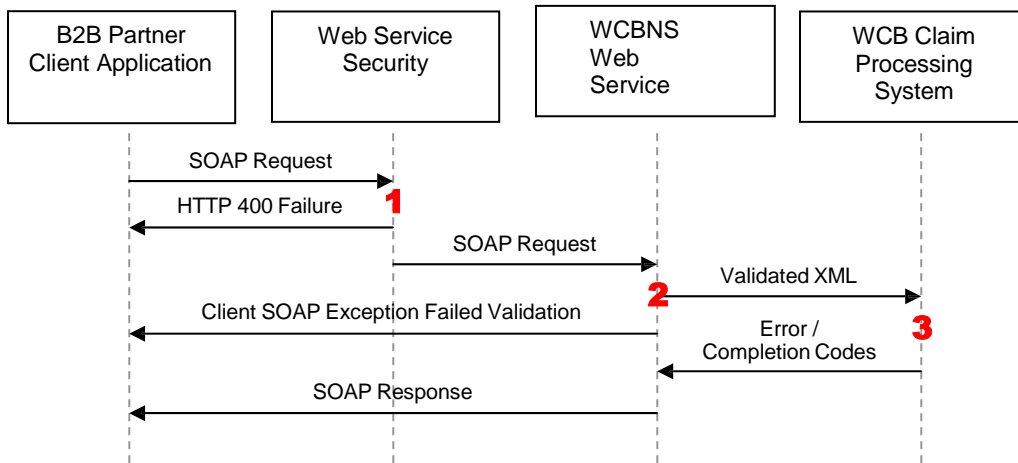 B2B Partner
Client Application
Web Service
Security
WCBNS
Web
Service
WCB Claim
Processing
System
SOAP Request
1
HTTP 400 Failure
SOAP Request
2
Validated XML
Client SOAP Exception Failed Validation
3
Error /
Completion Codes
SOAP Response